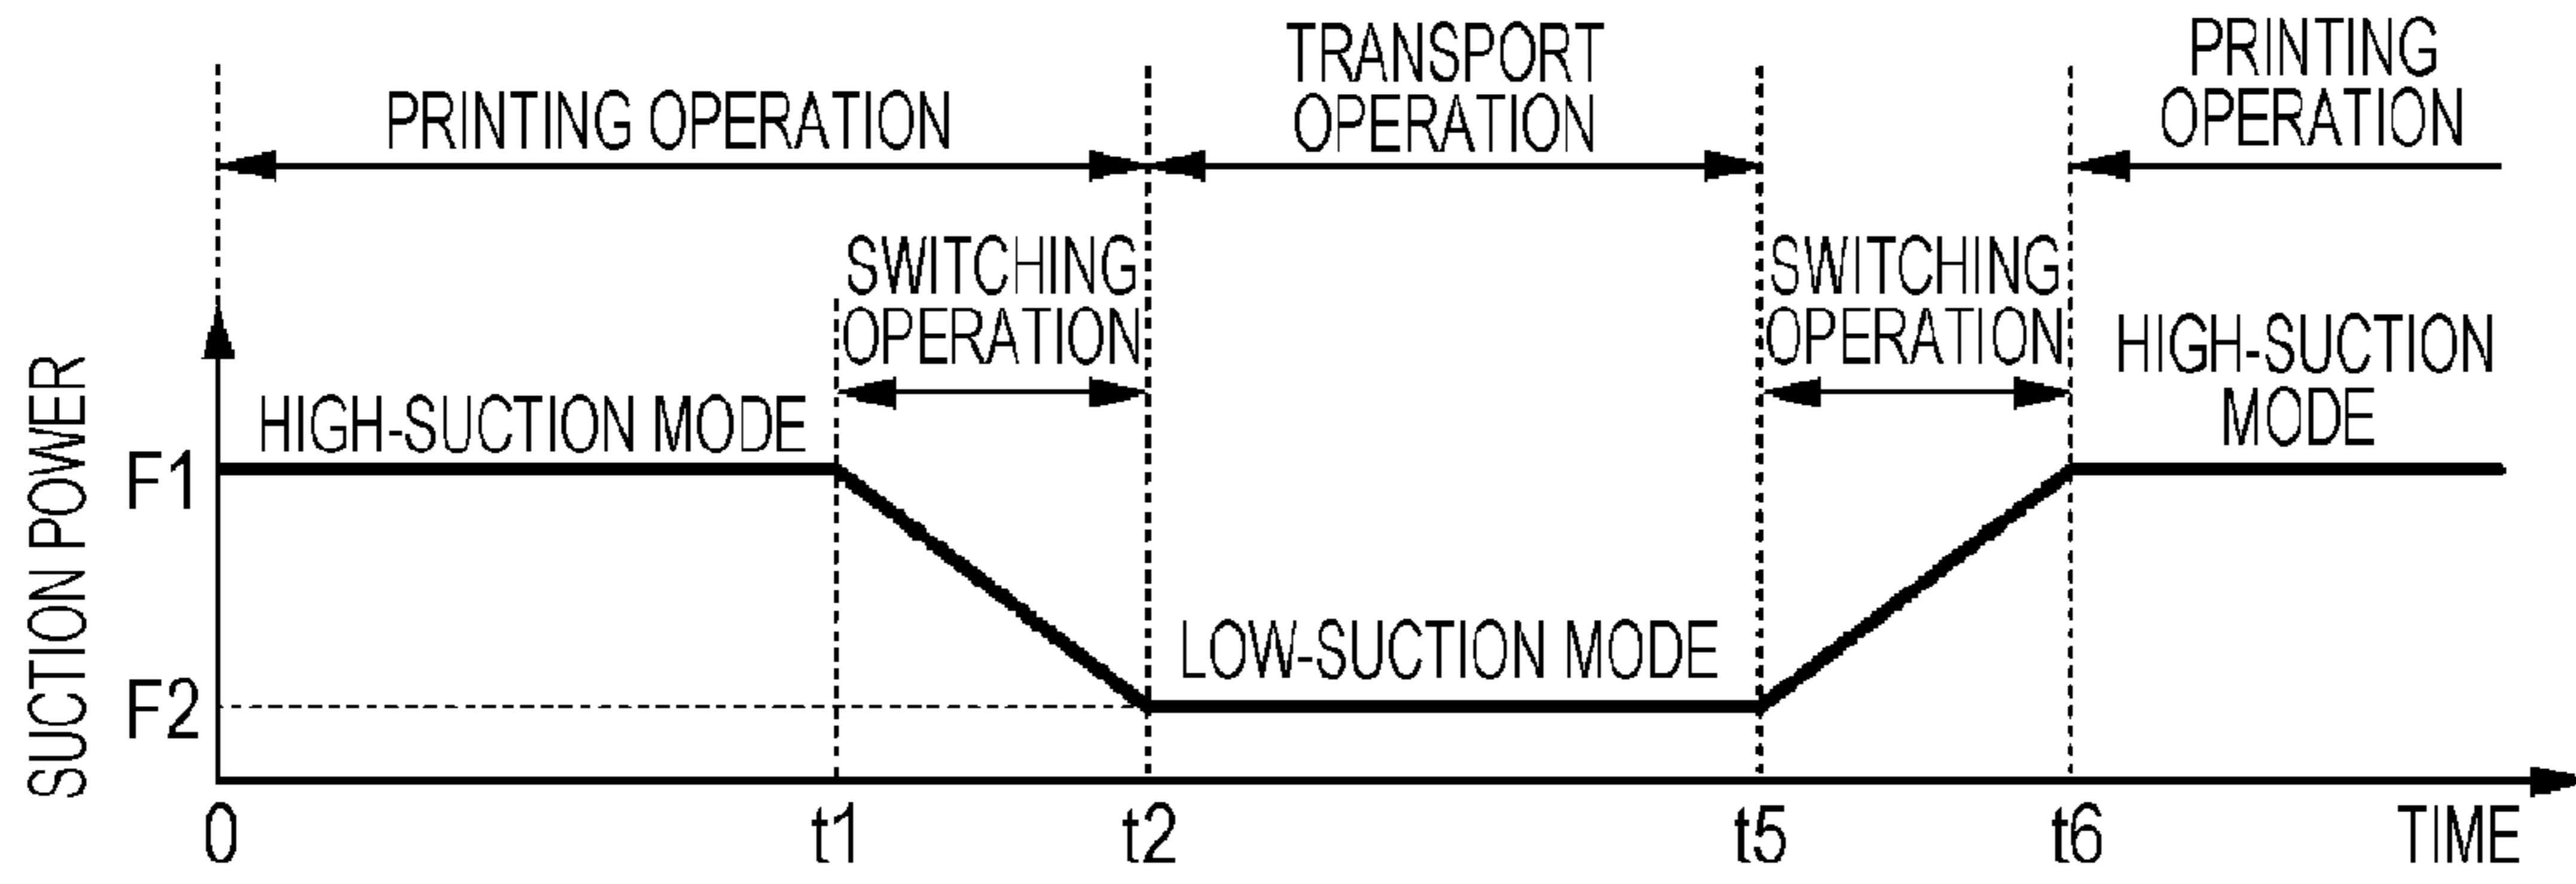 PRINTING OPERATION
TRANSPORT
OPERATION
PRINTING
OPERATION
SWITCHING
OPERATION
SWITCHING
OPERATION
HIGH-SUCTION MODE
HIGH-SUCTION
MODE
LOW-SUCTION MODE
SUCTION POWER
F1
F2
0 t1 t2 t5 t6 TIME